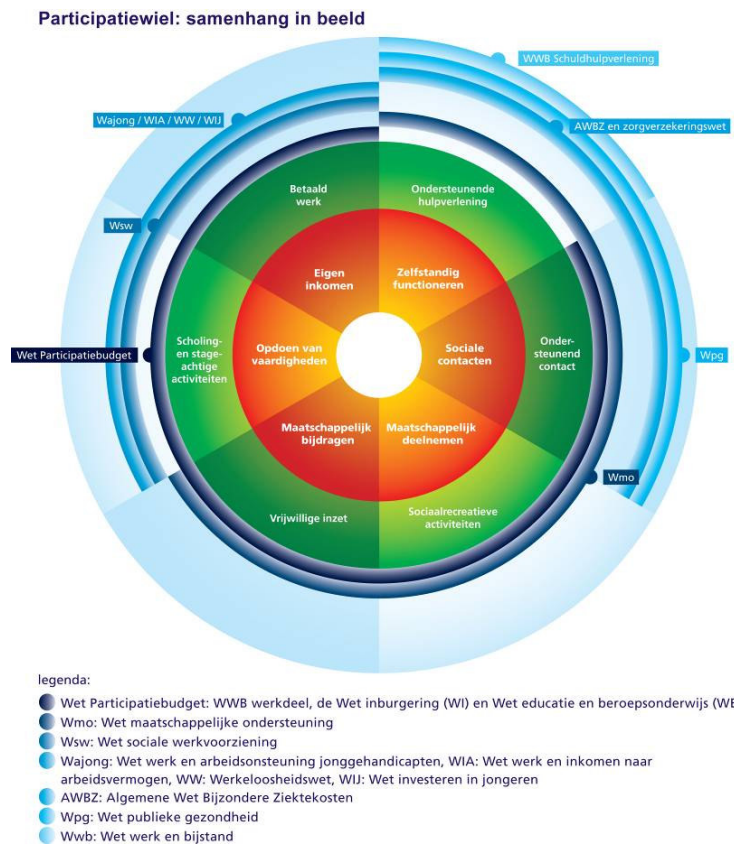 Participatiewiel: samenhang in beeld
WWB Schuldhulpverlening
Wajong / WIA / WW / WIJ
AWBZ en zorgverzekeringswet
Betaald
werk
Ondersteunende
hulpverlening
Wsw
Eigen
inkomen
Zelfstandig
functioneren
Wet Participatiebudget
Scholing-
en stage-
achtige
activiteiten
Opdoen van
vaardigheden
Sociale
contacten
Onder-
steunend
contact
Wpg
Maatschappelijk
bijdragen
Maatschappelijk
deelnemen
Wmo
Vrijwillige inzet
Sociaalrecreatieve
activiteiten
legenda:
Wet Participatiebudget: WWB werkdeel, de Wet inburgering (WI) en Wet educatie en beroepsonderwijs (WE
Wmo: Wet maatschappelijke ondersteuning
Wsw: Wet sociale werkvoorziening
Wajong: Wet werk en arbeidsonsteuning jonggehandicapten, WIA: Wet werk en inkomen naar
arbeidsvermogen, WW: Werkeloosheidswet, WIJ: Wet investeren in jongeren
AWBZ: Algemene Wet Bijzondere Ziektekosten
Wpg: Wet publieke gezondheid
Wwb: Wet werk en bijstand